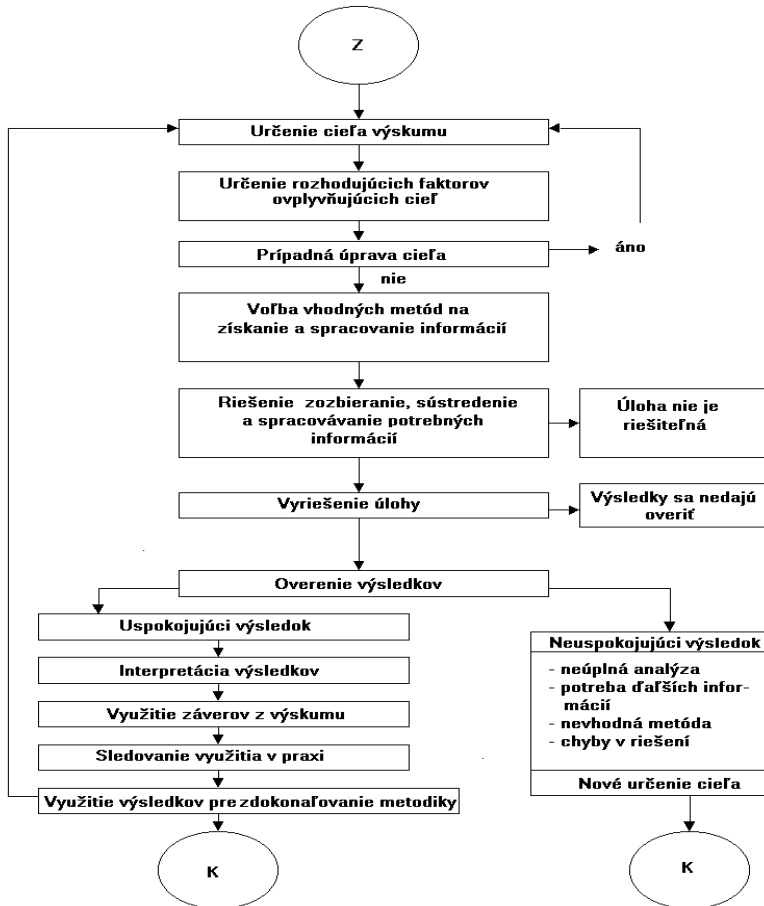 Z
Určenie cieľa výskumu
Určenie rozhodujúcich faktorov
ovplyvňujúcich cieľ
Prípadná úprava cieľa
áno
nie
Voľba vhodných metód na
získanie a spracovanie informácií
Riešenie zozbieranie, sústredenie
a spracovávanie potrebných
informácií
Úloha nie je
riešiteľná
Vyriešenie úlohy
Výsledky sa nedajú
overiť
Overenie výsledkov
Uspokojujúci výsledok
Interpretácia výsledkov
Využitie záverov z výskumu
Sledovanie využitia v praxi
Využitie výsledkov pre zdokonaľovanie metodiky
K
Neuspokojujúci výsledok
- neúplná analýza
- potreba ďaľších infor-
mácií
- nevhodná metóda
- chyby v riešení
Nové určenie cieľa
K